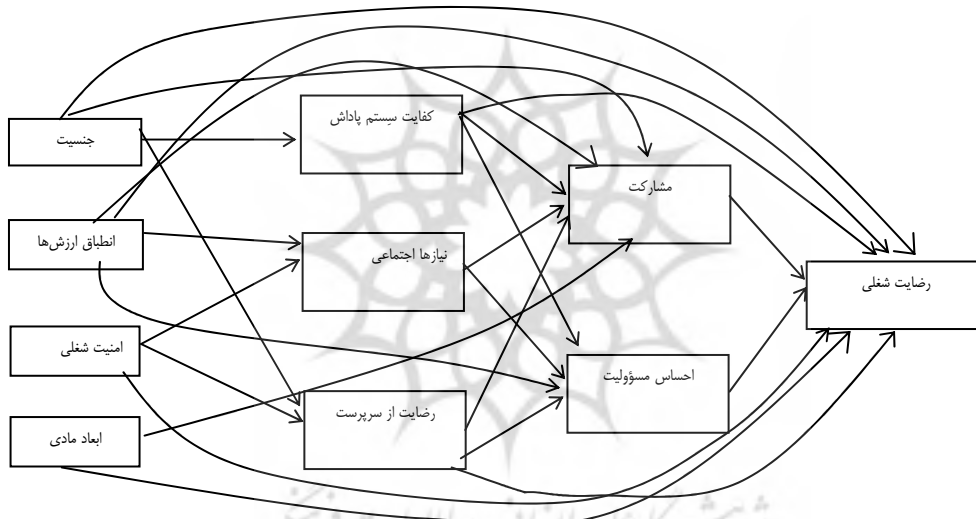 کفایت سیستم پاداش
جنسیت
مشارکت
انطباق ارزش‌ها
نیازها اجتماعی
رضایت شغلی
امنیت شغلی
احساس مسؤولیت
رضایت از سرپرست
ابعاد مادی